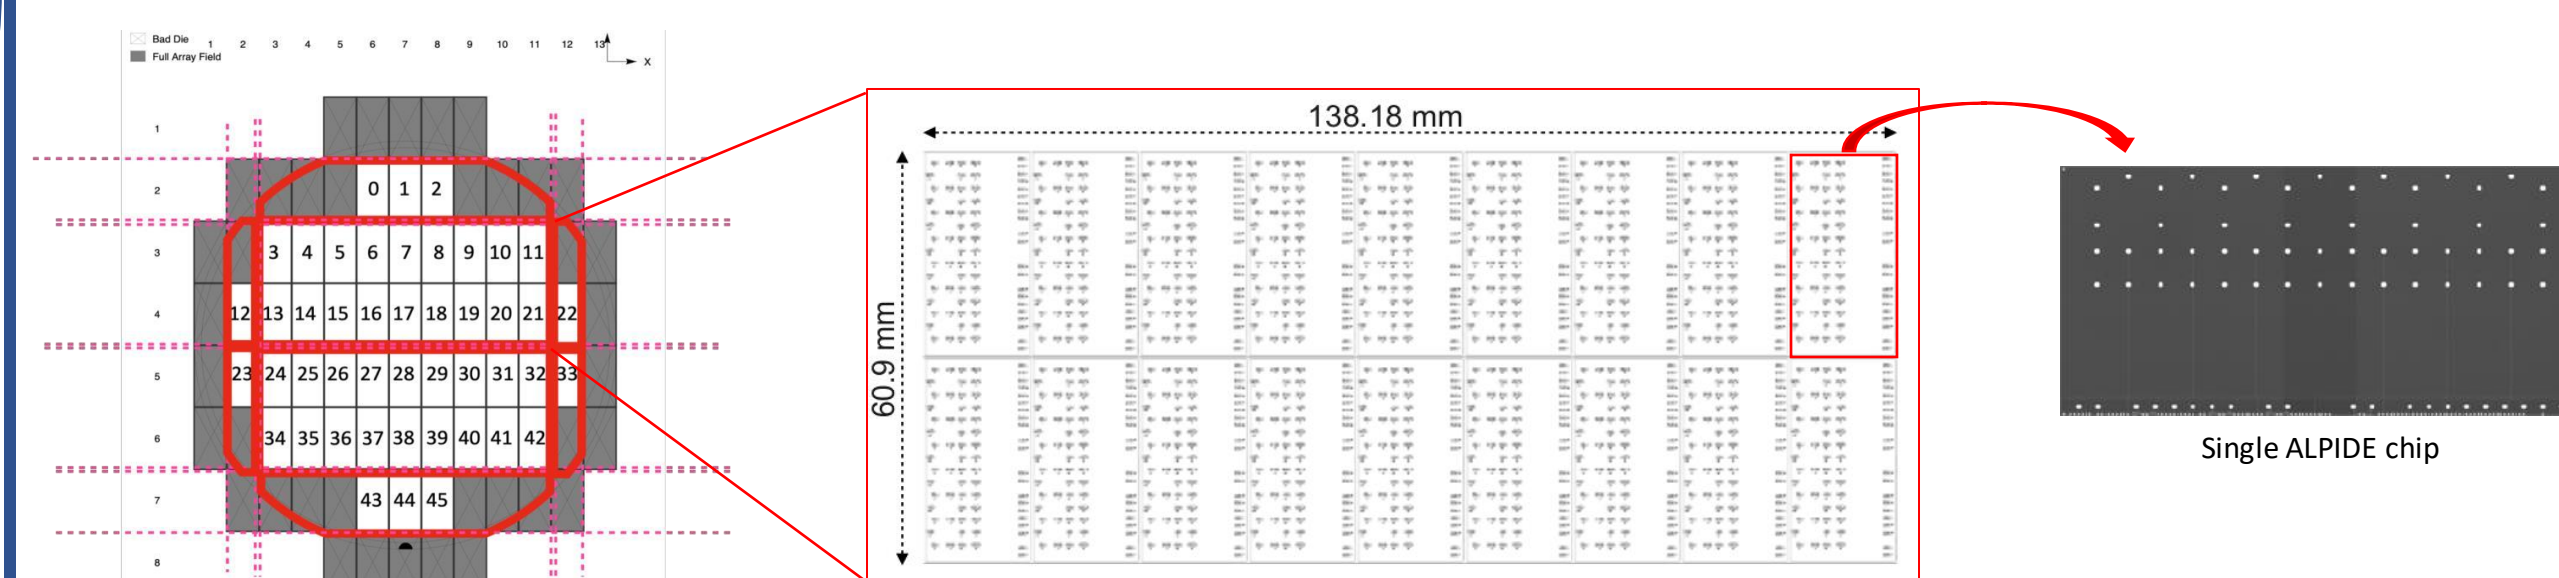 Bad Die
Full Array Field
1 2 3 4 5 6 7 8 9 10 11 12 13
X
1
2 0 1 2
3 3 4 5 6 7 8 9 10 11
4 12 13 14 15 16 17 18 19 20 21 22
5 23 24 25 26 27 28 29 30 31 32 33
6 34 35 36 37 38 39 40 41 42
7 43 44 45
8
138.18 mm
60.9 mm
Single ALPIDE chip